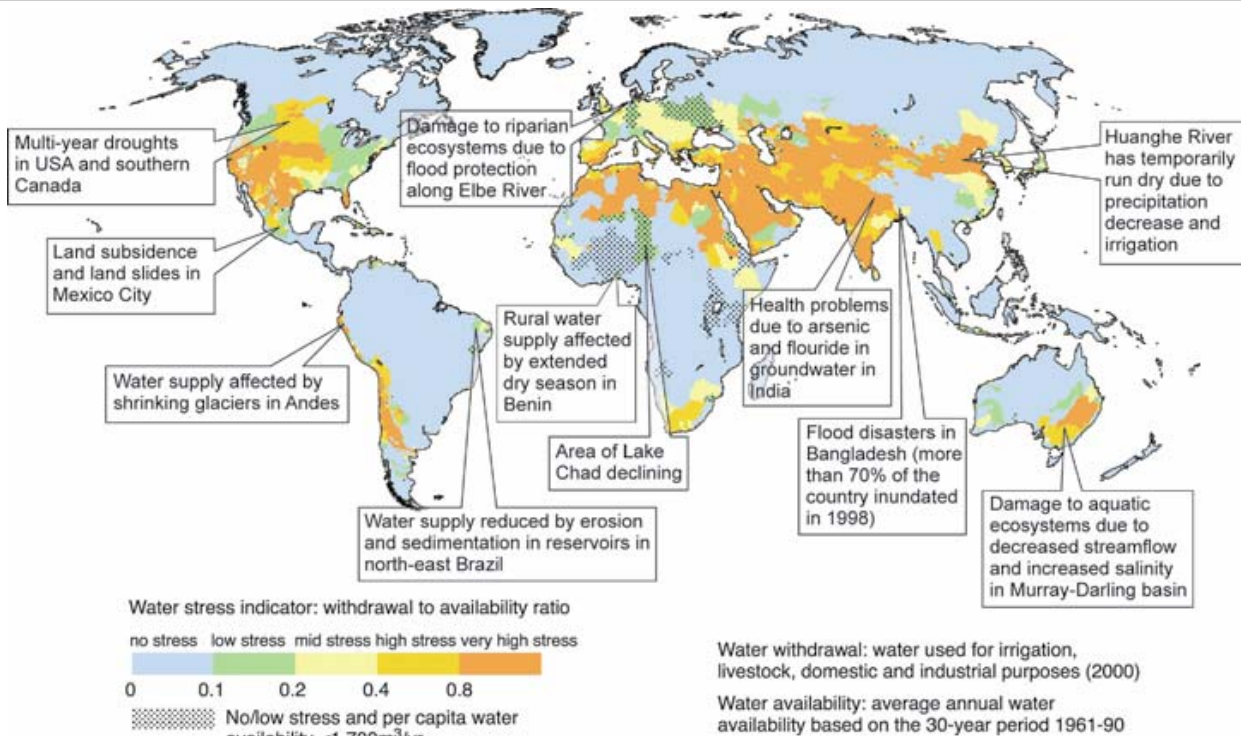 Multi-year droughts
in USA and southern
Canada
Damage to riparian
ecosystems due to
flood protection
along Elbe River
Huanghe River
has temporarily
run dry due to
precipitation
decrease and
irrigation
Land subsidence
and land slides in
Mexico City
Rural water
supply affected
by extended
dry season in
Benin
Health problems
due to arsenic
and flouride in
groundwater in
India
Water supply affected by
shrinking glaciers in Andes
Area of Lake
Chad declining
Flood disasters in
Bangladesh (more
than 70% of the
country inundated
in 1998)
Damage to aquatic
ecosystems due to
decreased streamflow
and increased salinity
in Murray-Darling basin
Water supply reduced by erosion
and sedimentation in reservoirs in
north-east Brazil
Water stress indicator: withdrawal to availability ratio
no stress low stress mid stress high stress very high stress
0 0.1 0.2 0.4 0.8
No/low stress and per capita water
Water withdrawal: water used for irrigation,
livestock, domestic and industrial purposes (2000)
Water availability: average annual water
availability based on the 30-year period 1961-90